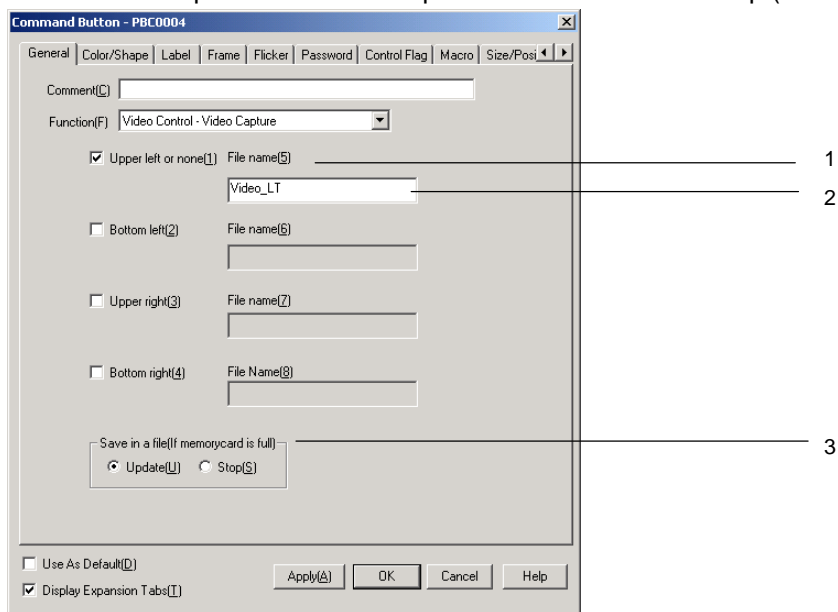 Command Button - PBC0004
General Color/Shape Label Frame Flicker Password Control Flag Macro Size/Posi
Comment(C)
Function(F) Video Control - Video Capture
Upper left or none(1) File name(5) 1
Video_LT 2
Bottom left(2) File name(6)
Upper right(3) File name(7)
Bottom right(4) File Name(8)
Save in a file(If memorycard is full) 3
Update(U) Stop(S)
Use As Default(D)
Display Expansion Tabs(T)
Apply(A) OK Cancel Help